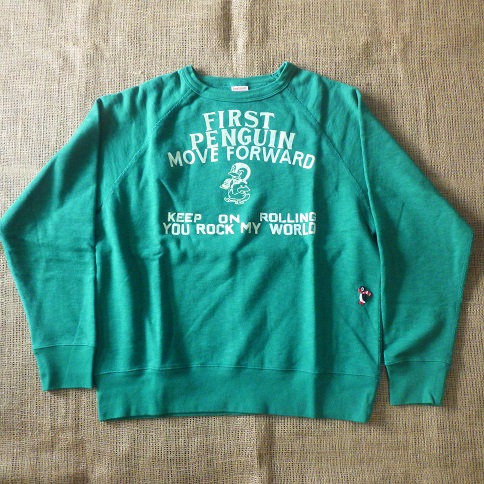 FIRST
PENGUIN
MOVE FORWARD
KEEP ON ROLLING
YOU ROCK MY WORLD